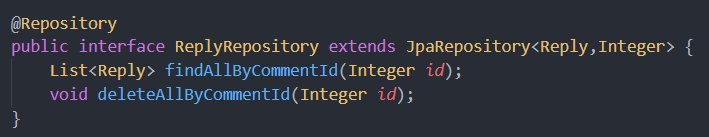 @Repository
public interface ReplyRepository extends JpaRepository<Reply,Integer> {
    List<Reply> findAllByCommentId(Integer id);
    void deleteAllByCommentId(Integer id);
}